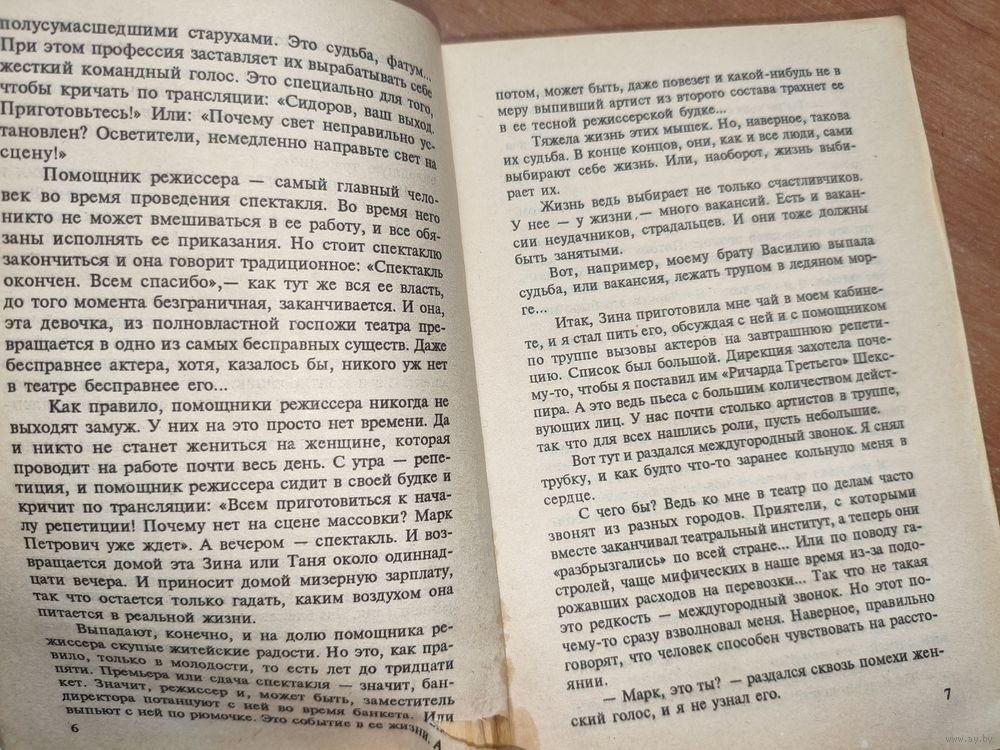 полусумасшедшими старухами. Это судьба, фатум...
При этом профессия заставляет их вырабатывать себе
жесткий командный голос. Это специально для того,
чтобы кричать по трансляции: «Сидоров, ваш выход.
Приготовьтесь!» Или: «Почему свет неправильно ус-
тановлен? Осветители, немедленно направьте свет на
сцену!»
Помощник режиссера — самый главный чело-
век во время проведения спектакля. Во время него
никто не может вмешиваться в ее работу, и все обя-
заны исполнять ее приказания. Но стоит спектаклю
закончиться и она говорит традиционное: «Спектакль
окончен. Всем спасибо»,— как тут же вся ее власть,
до того момента безграничная, заканчивается. И она,
эта девочка, из полновластной госпожи театра пре-
вращается в одно из самых бесправных существ. Даже
бесправнее актера, хотя, казалось бы, никого уж нет
в театре бесправнее его...
Как правило, помощники режиссера никогда не
выходят замуж. У них на это просто нет времени. Да
и никто не станет жениться на женщине, которая
проводит на работе почти весь день. С утра — репе-
тиция, и помощник режиссера сидит в своей будке и
кричит по трансляции: «Всем приготовиться к нача-
лу репетиции! Почему нет на сцене массовки? Марк
Петрович уже ждет». А вечером — спектакль. И воз-
вращается домой эта Зина или Таня около одиннад-
цати вечера. И приносит домой мизерную зарплату,
так что остается только гадать, каким воздухом она
питается в реальной жизни.
Выпадают, конечно, и на долю помощника ре-
жиссера скупые житейские радости. Но это, как пра-
вило, только в молодости, то есть лет до тридцати
пяти. Премьера или сдача спектакля — значит, бан-
кет. Значит, режиссер и, может быть, заместитель
директора потанцуют с ней во время банкета. Или
выпьют с ней по рюмочке. Это событие в ее жизни. А
6
потом, может быть, даже повезет и какой-нибудь не в
меру выпивший артист из второго состава трахнет ее
в ее тесной режиссерской будке...
Тяжела жизнь этих мышек. Но, наверное, такова
их судьба. В конце концов, они, как и все люди, сами
выбирают себе жизнь. Или, наоборот, жизнь выби-
рает их.
Жизнь ведь выбирает не только счастливчиков.
У нее — у жизни — много вакансий. Есть и вакан-
сии неудачников, страдальцев. И они тоже должны
быть занятыми.
Вот, например, моему брату Василию выпала
судьба, или вакансия, лежать трупом в ледяном мор-
ге...
Итак, Зина приготовила мне чай в моем кабине-
те, и я стал пить его, обсуждая с ней и с помощником
по труппе вызовы актеров на завтрашнюю репети-
цию. Список был большой. Дирекция захотела поче-
му-то, чтобы я поставил им «Ричарда Третьего» Шекс-
пира. А это ведь пьеса с большим количеством дейст-
вующих лиц. У нас почти столько артистов в труппе,
так что для всех нашлись роли, пусть небольшие.
Вот тут и раздался междугородный звонок. Я снял
трубку, и как будто что-то заранее кольнуло меня в
сердце.
С чего бы? Ведь ко мне в театр по делам часто
звонят из разных городов. Приятели, с которыми
вместе заканчивал театральный институт, а теперь они
«разбрызгались» по всей стране... Или по поводу га-
стролей, чаще мифических в наше время из-за подо-
рожавших расходов на перевозки... Так что не такая
это редкость — междугородный звонок. Но этот по-
чему-то сразу взволновал меня. Наверное, правильно
говорят, что человек способен чувствовать на рассто-
янии.
— Марк, это ты? — раздался сквозь помехи жен-
ский голос, и я не узнал его.
7
www.ay.by